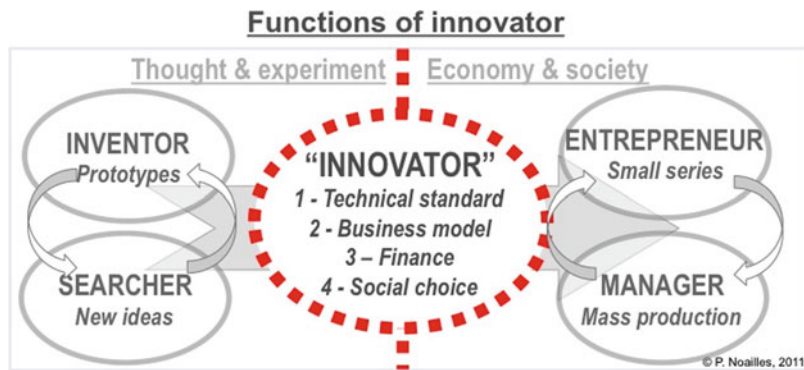 Functions of innovator
Thought & experiment
Economy & society
INVENTOR
Prototypes
SEARCHER
New ideas
“INNOVATOR”
1 - Technical standard
2 - Business model
3 – Finance
4 - Social choice
ENTREPRENEUR
Small series
MANAGER
Mass production
© P. Noailles, 2011